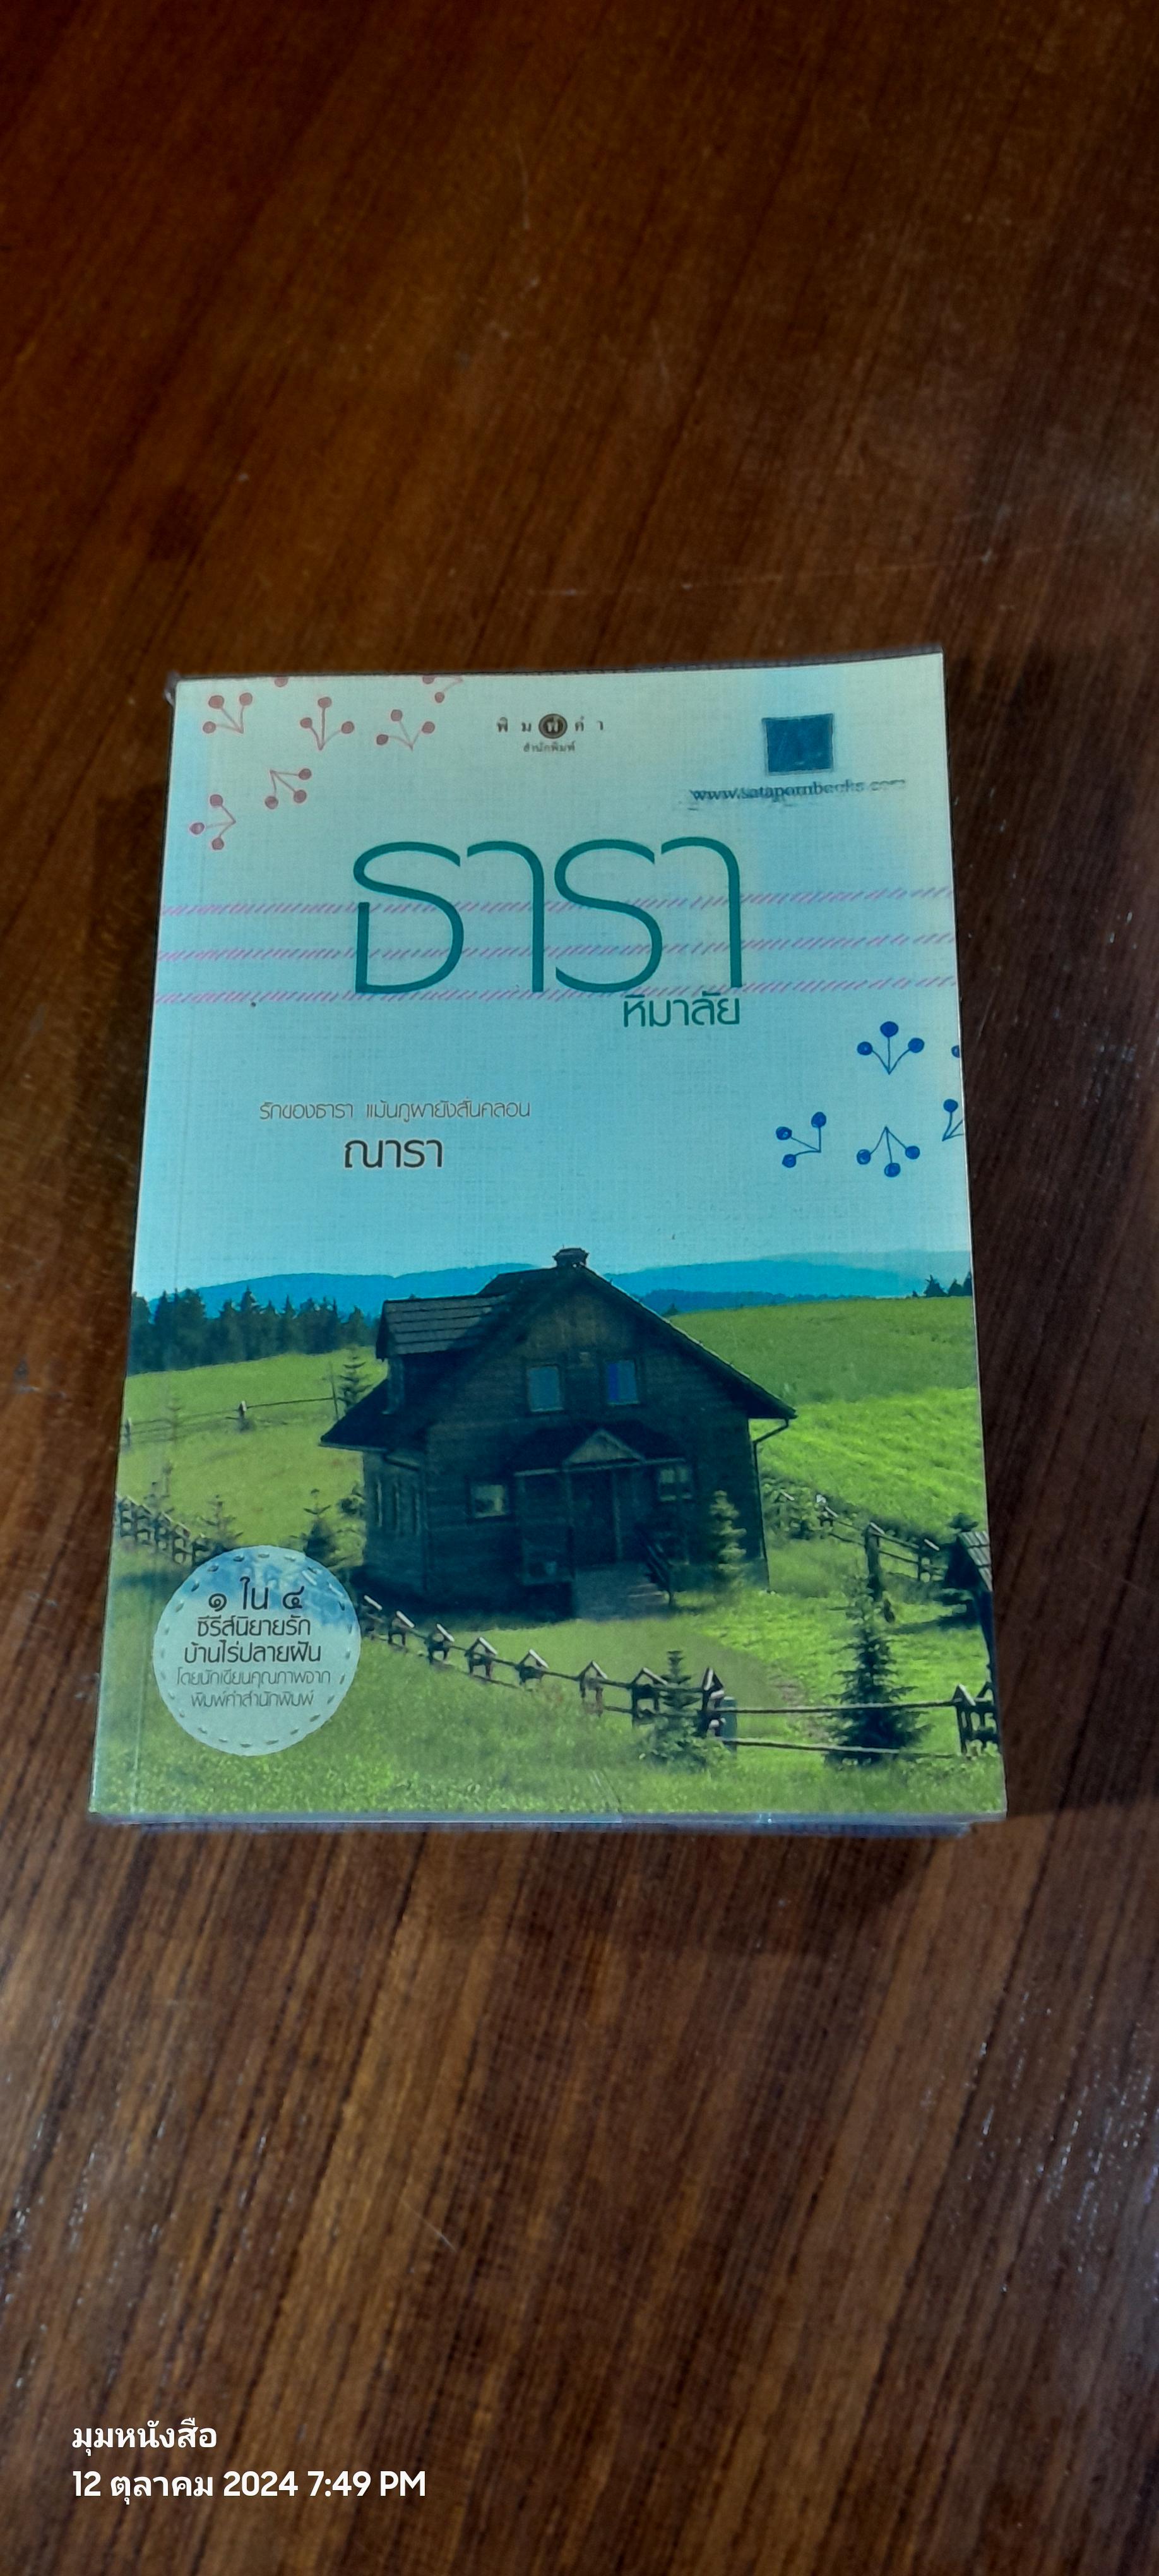 พิมพ์คำ
สำนักพิมพ์
www.satapornbooks.com
ธารา
หิมาลัย
รักของธารา แม้นภูผายังสั่นคลอน
ณารา
๑ ใน ๔
ซีรีส์นิยายรัก
บ้านไร่ปลายฝัน
โดยนักเขียนคุณภาพจาก
พิมพ์คำสำนักพิมพ์
มุมหนังสือ
12 ตุลาคม 2024 7:49 PM